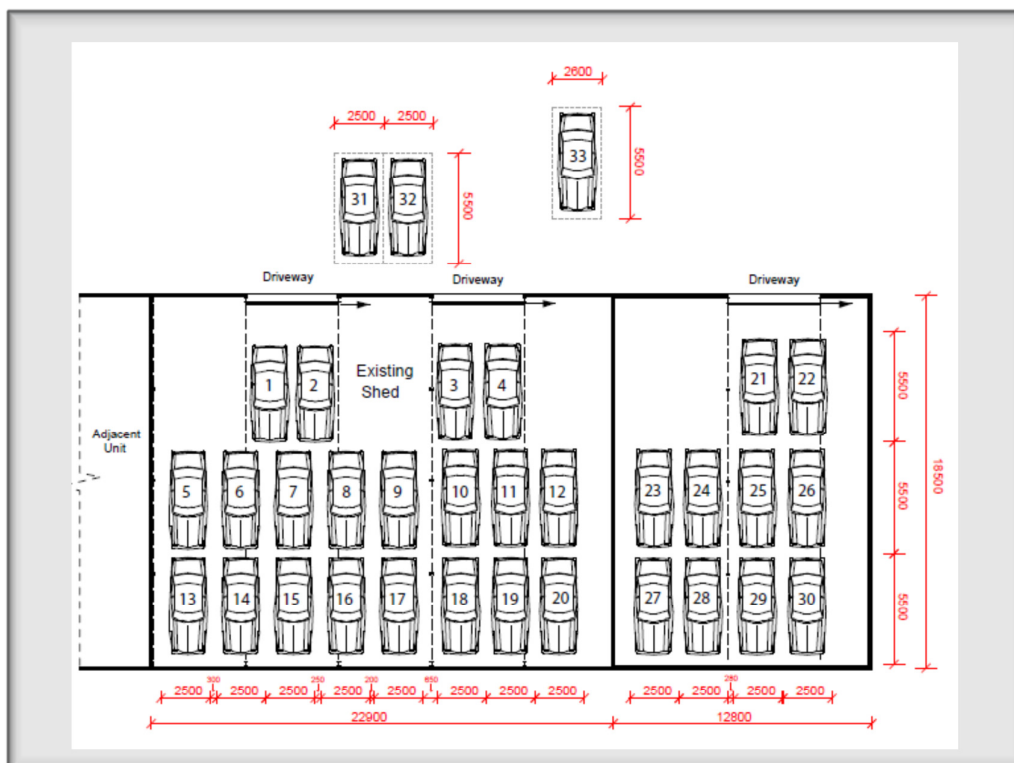 2600
2500 2500
33
5500
31 32
5500
Driveway Driveway Driveway
Existing
Shed
1 2 3 4 21 22
5500
Adjacent
Unit
18500
5 6 7 8 9 10 11 12 23 24 25 26
5500
13 14 15 16 17 18 19 20 27 28 29 30
5500
300 250 200 650 280
2500 2500 2500 2500 2500 2500 2500 2500 2500 2500 2500 2500
22900 12800